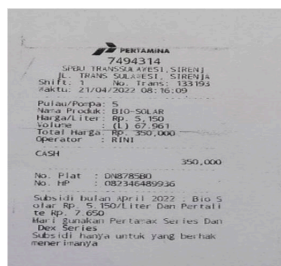 PERTAMINA
7494314
SPBU TRANSSULAWESI, SIRENJ
JL. TRANS SULAWESI, SIRENJA
Shift: 1 No. Trans: 133193
Waktu: 21/04/2022 08:16:09
Pulau/Pompa: 5
Nama Produk: BIO-SOLAR
Harga/Liter: Rp. 5,150
Volume : (L) 67.961
Total Harga: Rp. 350,000
Operator : RINI
CASH
350,000
No. Plat : DN8785BO
No. HP : 082346489936
Subsidi bulan April 2022 : Bio S
olar Rp. 5.150/Liter Dan Pertali
te Rp. 7.650
Mari gunakan Pertamax Series Dan
Dex Series
Subsidi hanya untuk yang berhak
menerimanya